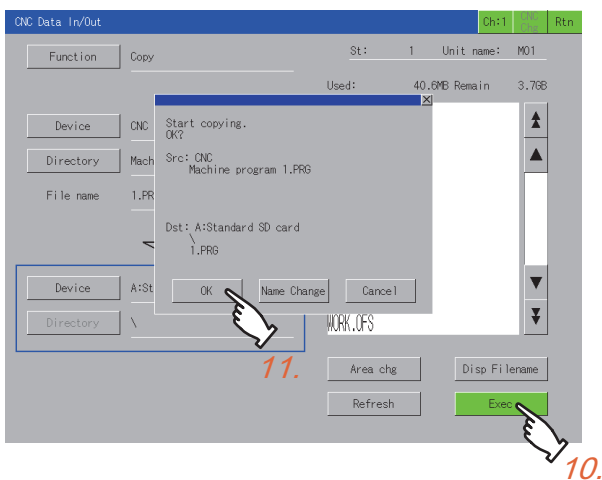 CNC Data In/Out
Ch:1
CNC Chg
Rtn
Function
Copy
St: 1 Unit name: M01
Used: 40.6MB Remain 3.7GB
Device
CNC
Directory
Mach
File name
1.PR
Start copying.
OK?
Src: CNC
Machine program 1.PRG
Dst: A:Standard SD card
\
1.PRG
OK
Name Change
Cancel
Device
A:St
Directory
\
WORK.OFS
11.
Area chg
Disp Filename
Refresh
Exec
10.